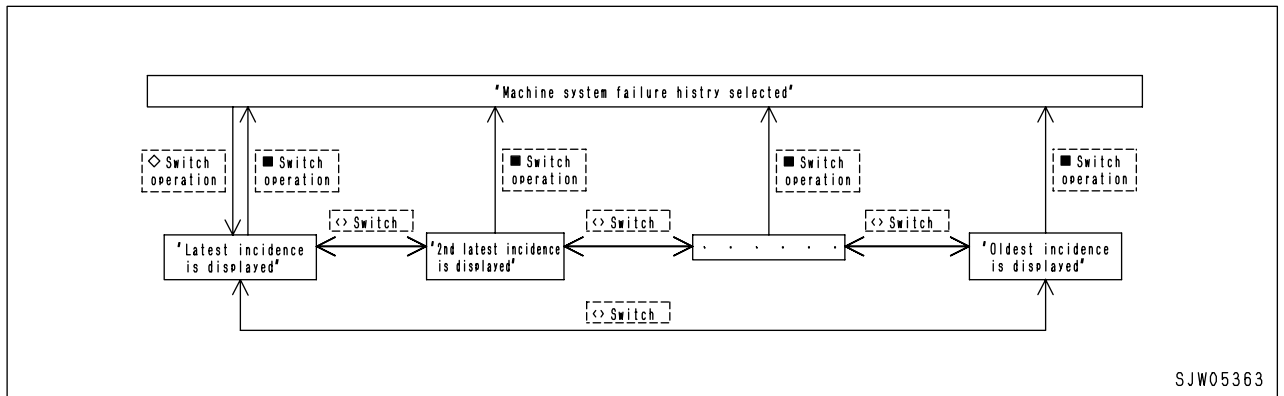 "Machine system failure histry selected"
◇ Switch
operation
■ Switch
operation
■ Switch
operation
■ Switch
operation
■ Switch
operation
<> Switch
<> Switch
<> Switch
"Latest incidence
is displayed"
"2nd latest incidence
is displayed"
· · · · · ·
"Oldest incidence
is displayed"
<> Switch
SJW05363